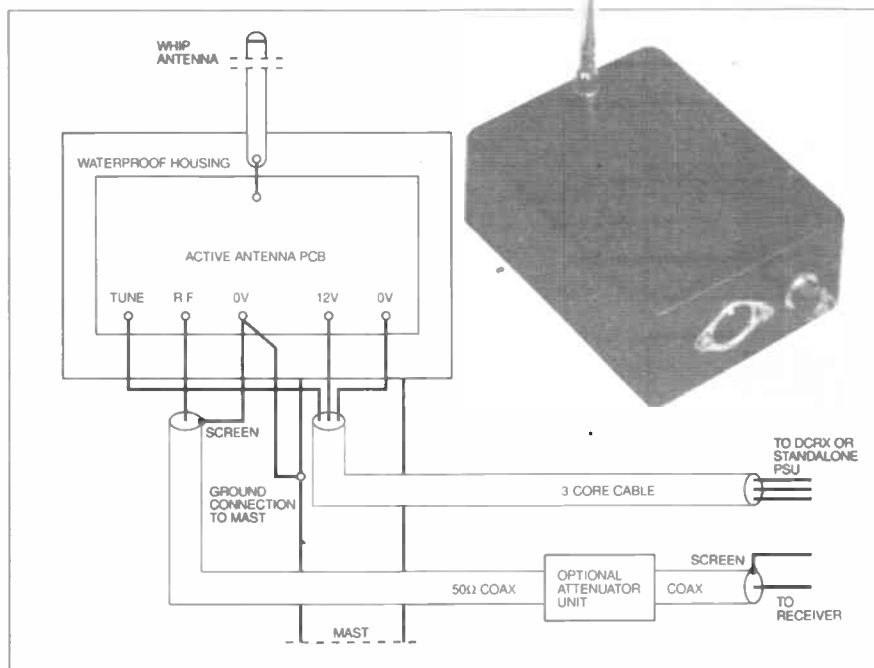 WHIP
ANTENNA
WATERPROOF HOUSING
ACTIVE ANTENNA PCB
TUNE RF 0V 12V 0V
SCREEN
GROUND
CONNECTION
TO MAST
TO DCRX OR
STANDALONE
PSU
3 CORE CABLE
SCREEN
50Ω COAX
OPTIONAL
ATTENUATOR
UNIT
COAX
TO
RECEIVER
MAST